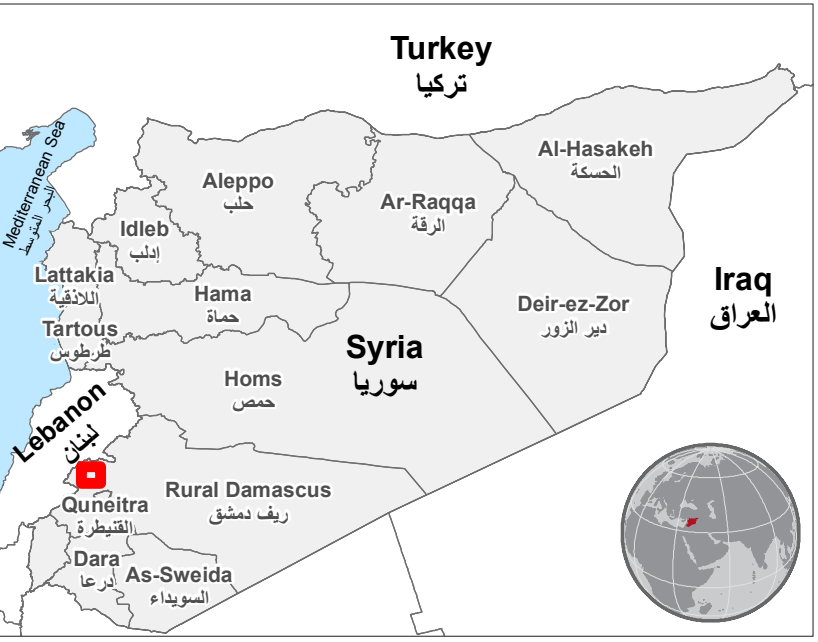 Turkey
تركيا
Mediterranean Sea
البحر المتوسط
Aleppo
حلب
Al-Hasakeh
الحسكة
Ar-Raqqa
الرقة
Idleb
إدلب
Lattakia
اللاذقية
Hama
حماة
Iraq
العراق
Deir-ez-Zor
دير الزور
Tartous
طرطوس
Syria
سوريا
Homs
حمص
Lebanon
لبنان
Rural Damascus
ريف دمشق
Quneitra
القنيطرة
Dara
درعا
As-Sweida
السويداء